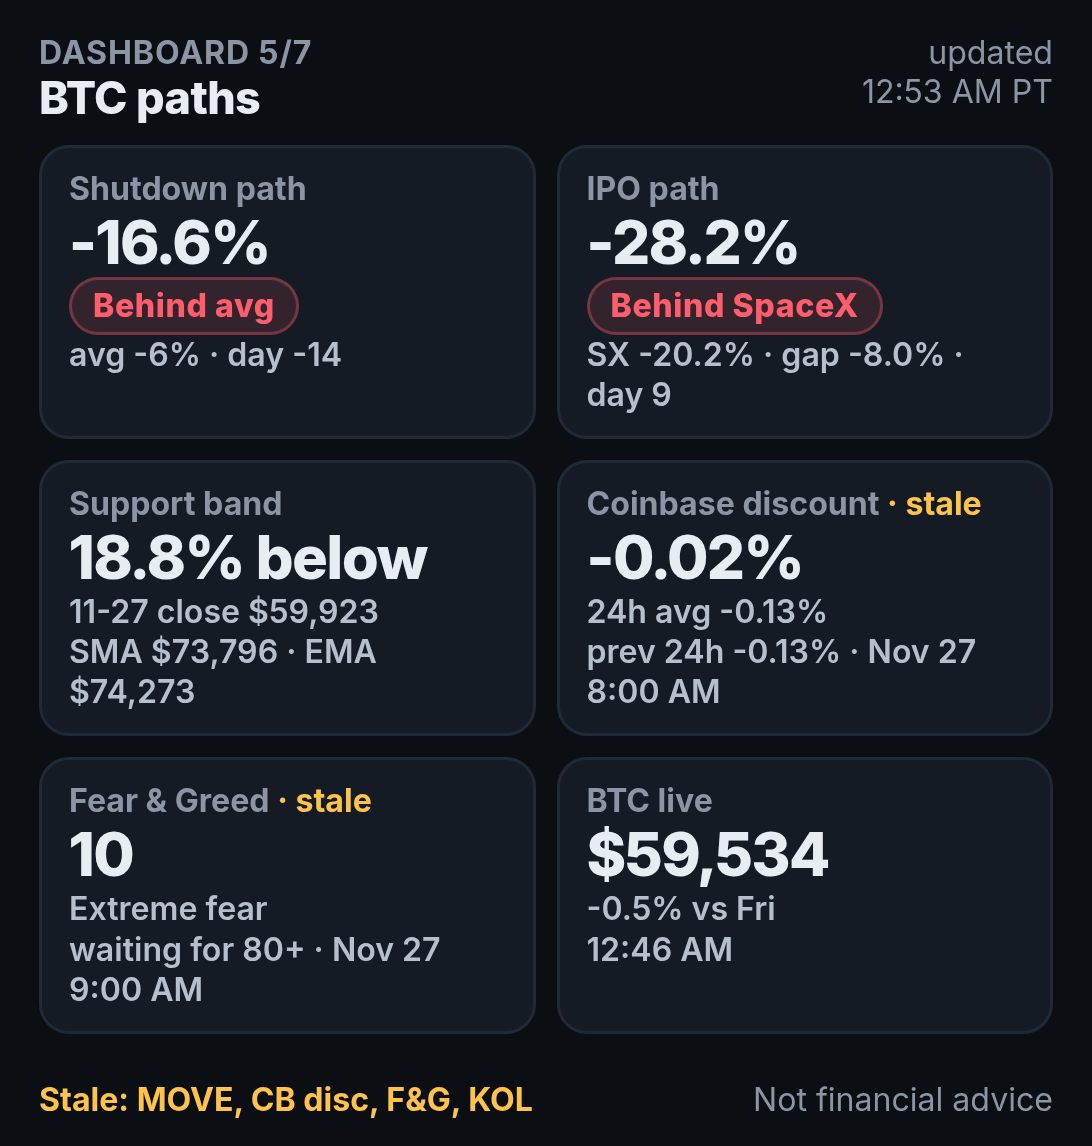 DASHBOARD 5/7
BTC paths
updated
12:53 AM PT
Shutdown path
-16.6%
Behind avg
avg -6% · day -14
IPO path
-28.2%
Behind SpaceX
SX -20.2% · gap -8.0% ·
day 9
Support band
18.8% below
11-27 close $59,923
SMA $73,796 · EMA
$74,273
Coinbase discount · stale
-0.02%
24h avg -0.13%
prev 24h -0.13% · Nov 27
8:00 AM
Fear & Greed · stale
10
Extreme fear
waiting for 80+ · Nov 27
9:00 AM
BTC live
$59,534
-0.5% vs Fri
12:46 AM
Stale: MOVE, CB disc, F&G, KOL
Not financial advice